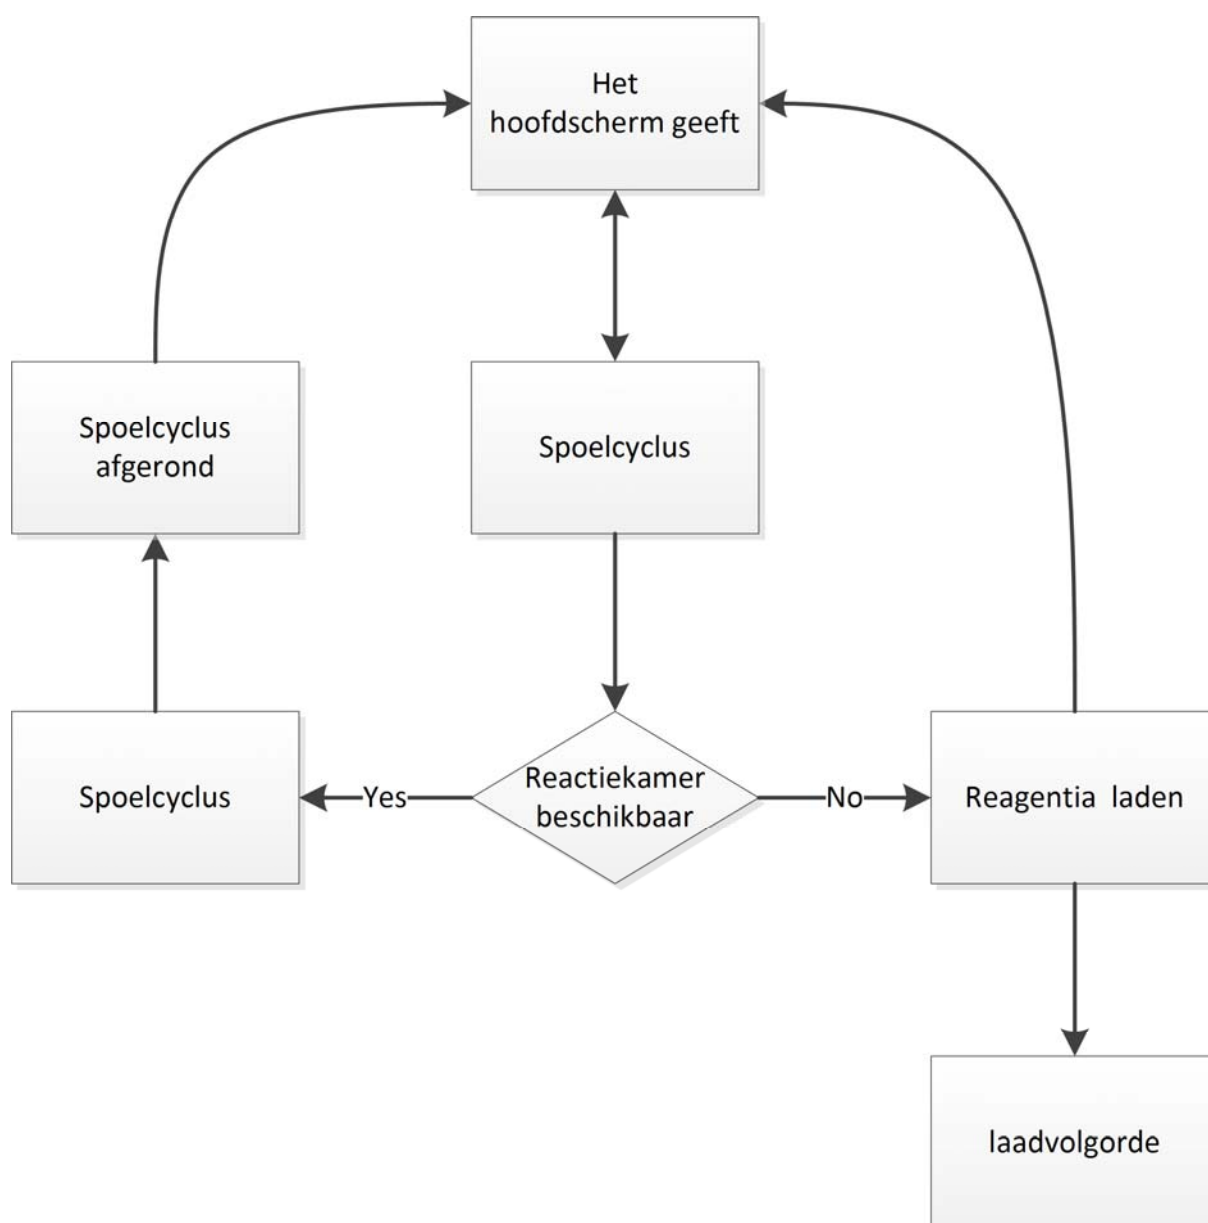 Het
hoofdscherm geeft
Spoelcyclus
afgerond
Spoelcyclus
Spoelcyclus
Yes
Reactiekamer
beschikbaar
No
Reagentia laden
laadvolgorde